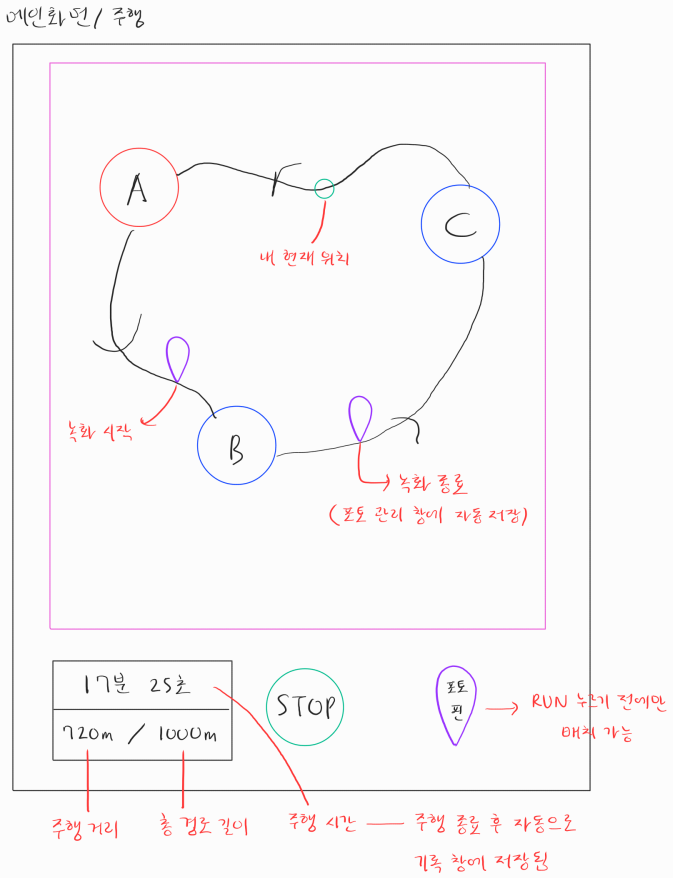 메인화면 / 주행
A
C
내 현재 위치
녹화 시작
B
녹화 종료
(포토 관리 창에 자동 저장)
17분 25초
720m / 1000m
STOP
포토
핀
RUN 누르기 전에만
배치 가능
주행 거리
총 경로 길이
주행 시간 — 주행 종료 후 자동으로
기록 창에 저장됨